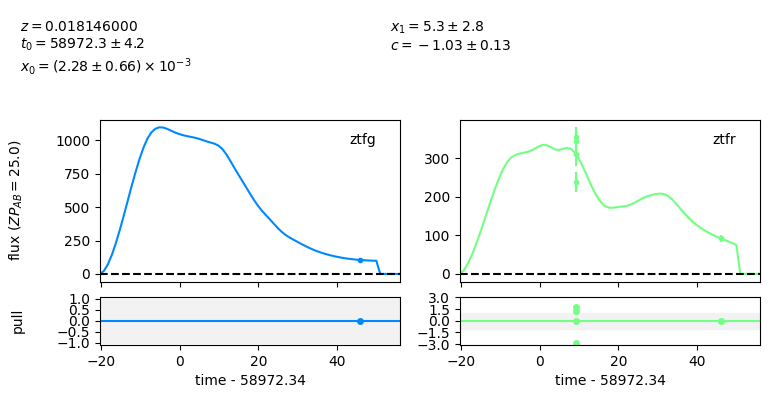 z = 0.018146000
t₀ = 58972.3 ± 4.2
x₀ = (2.28 ± 0.66) × 10⁻³
x₁ = 5.3 ± 2.8
c = −1.03 ± 0.13
ztfg
flux (ZP_AB = 25.0)
1000
750
500
250
0
ztfr
300
200
100
0
pull
1.0
0.5
0.0
−0.5
−1.0
−20 0 20 40
time - 58972.34
3.0
1.5
0.0
−1.5
−3.0
−20 0 20 40
time - 58972.34